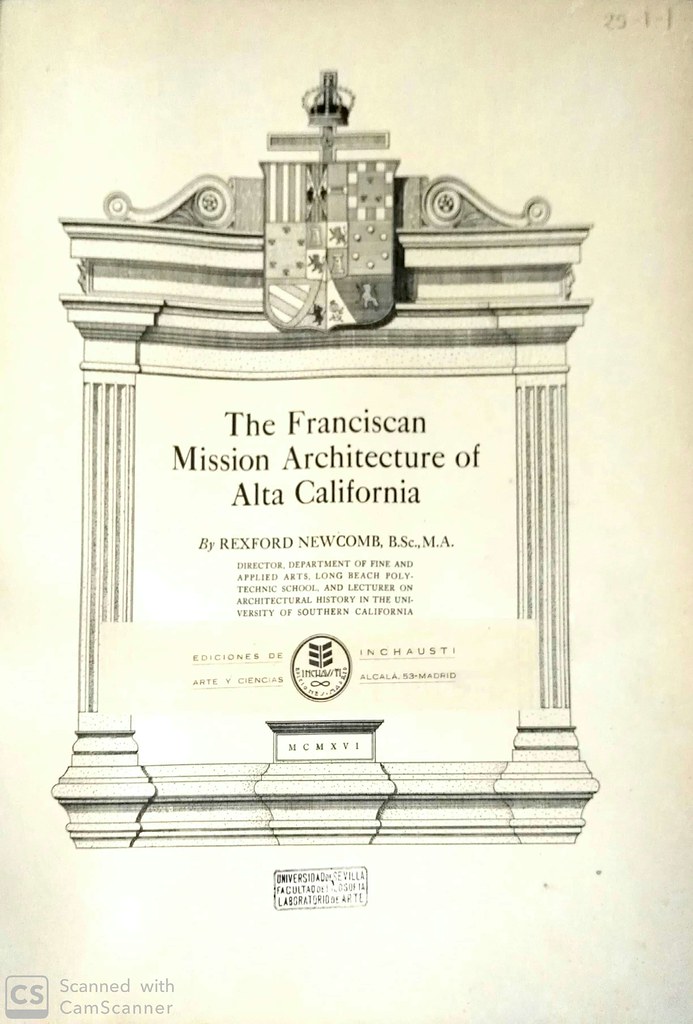 25-1-1
The Franciscan
Mission Architecture of
Alta California
By REXFORD NEWCOMB, B.Sc., M.A.
DIRECTOR, DEPARTMENT OF FINE AND
APPLIED ARTS, LONG BEACH POLY-
TECHNIC SCHOOL, AND LECTURER ON
ARCHITECTURAL HISTORY IN THE UNI-
VERSITY OF SOUTHERN CALIFORNIA
EDICIONES DE INCHAUSTI
ARTE Y CIENCIAS ALCALÁ, 53-MADRID
INCHAUSTI
MCMXVI
UNIVERSIDAD DE SEVILLA
FACULTAD DE FILOSOFIA
LABORATORIO DE ARTE
CS Scanned with
CamScanner